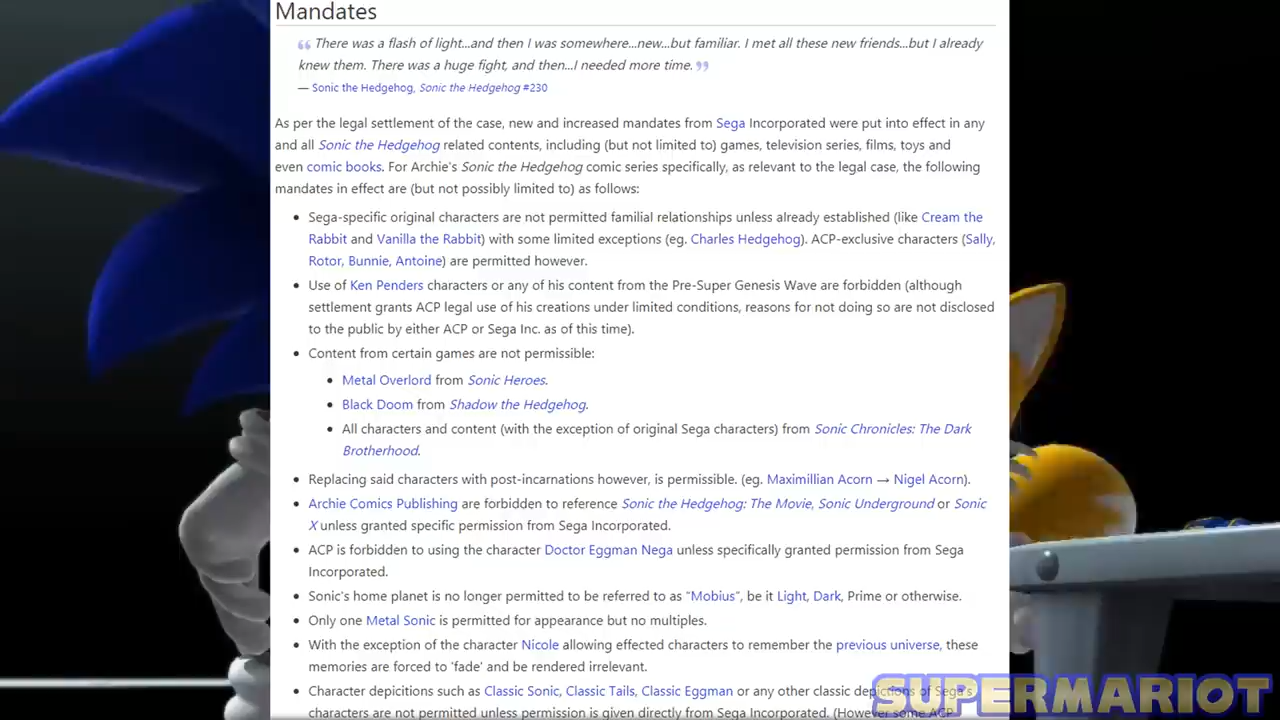 Mandates
There was a flash of light...and then I was somewhere...new...but familiar. I met all these new friends...but I already
knew them. There was a huge fight, and then...I needed more time.
— Sonic the Hedgehog, Sonic the Hedgehog #230
As per the legal settlement of the case, new and increased mandates from Sega Incorporated were put into effect in any
and all Sonic the Hedgehog related contents, including (but not limited to) games, television series, films, toys and
even comic books. For Archie's Sonic the Hedgehog comic series specifically, as relevant to the legal case, the following
mandates in effect are (but not possibly limited to) as follows:
• Sega-specific original characters are not permitted familial relationships unless already established (like Cream the
Rabbit and Vanilla the Rabbit) with some limited exceptions (eg. Charles Hedgehog). ACP-exclusive characters (Sally,
Rotor, Bunnie, Antoine) are permitted however.
• Use of Ken Penders characters or any of his content from the Pre-Super Genesis Wave are forbidden (although
settlement grants ACP legal use of his creations under limited conditions, reasons for not doing so are not disclosed
to the public by either ACP or Sega Inc. as of this time).
• Content from certain games are not permissible:
• Metal Overlord from Sonic Heroes.
• Black Doom from Shadow the Hedgehog.
• All characters and content (with the exception of original Sega characters) from Sonic Chronicles: The Dark
Brotherhood.
• Replacing said characters with post-incarnations however, is permissible. (eg. Maximillian Acorn → Nigel Acorn).
• Archie Comics Publishing are forbidden to reference Sonic the Hedgehog: The Movie, Sonic Underground or Sonic
X unless granted specific permission from Sega Incorporated.
• ACP is forbidden to using the character Doctor Eggman Nega unless specifically granted permission from Sega
Incorporated.
• Sonic's home planet is no longer permitted to be referred to as "Mobius", be it Light, Dark, Prime or otherwise.
• Only one Metal Sonic is permitted for appearance but no multiples.
• With the exception of the character Nicole allowing effected characters to remember the previous universe, these
memories are forced to 'fade' and be rendered irrelevant.
• Character depictions such as Classic Sonic, Classic Tails, Classic Eggman or any other classic depictions of Sega's
characters are not permitted unless permission is given directly from Sega Incorporated. (However some ACP
SUPERMARIOT